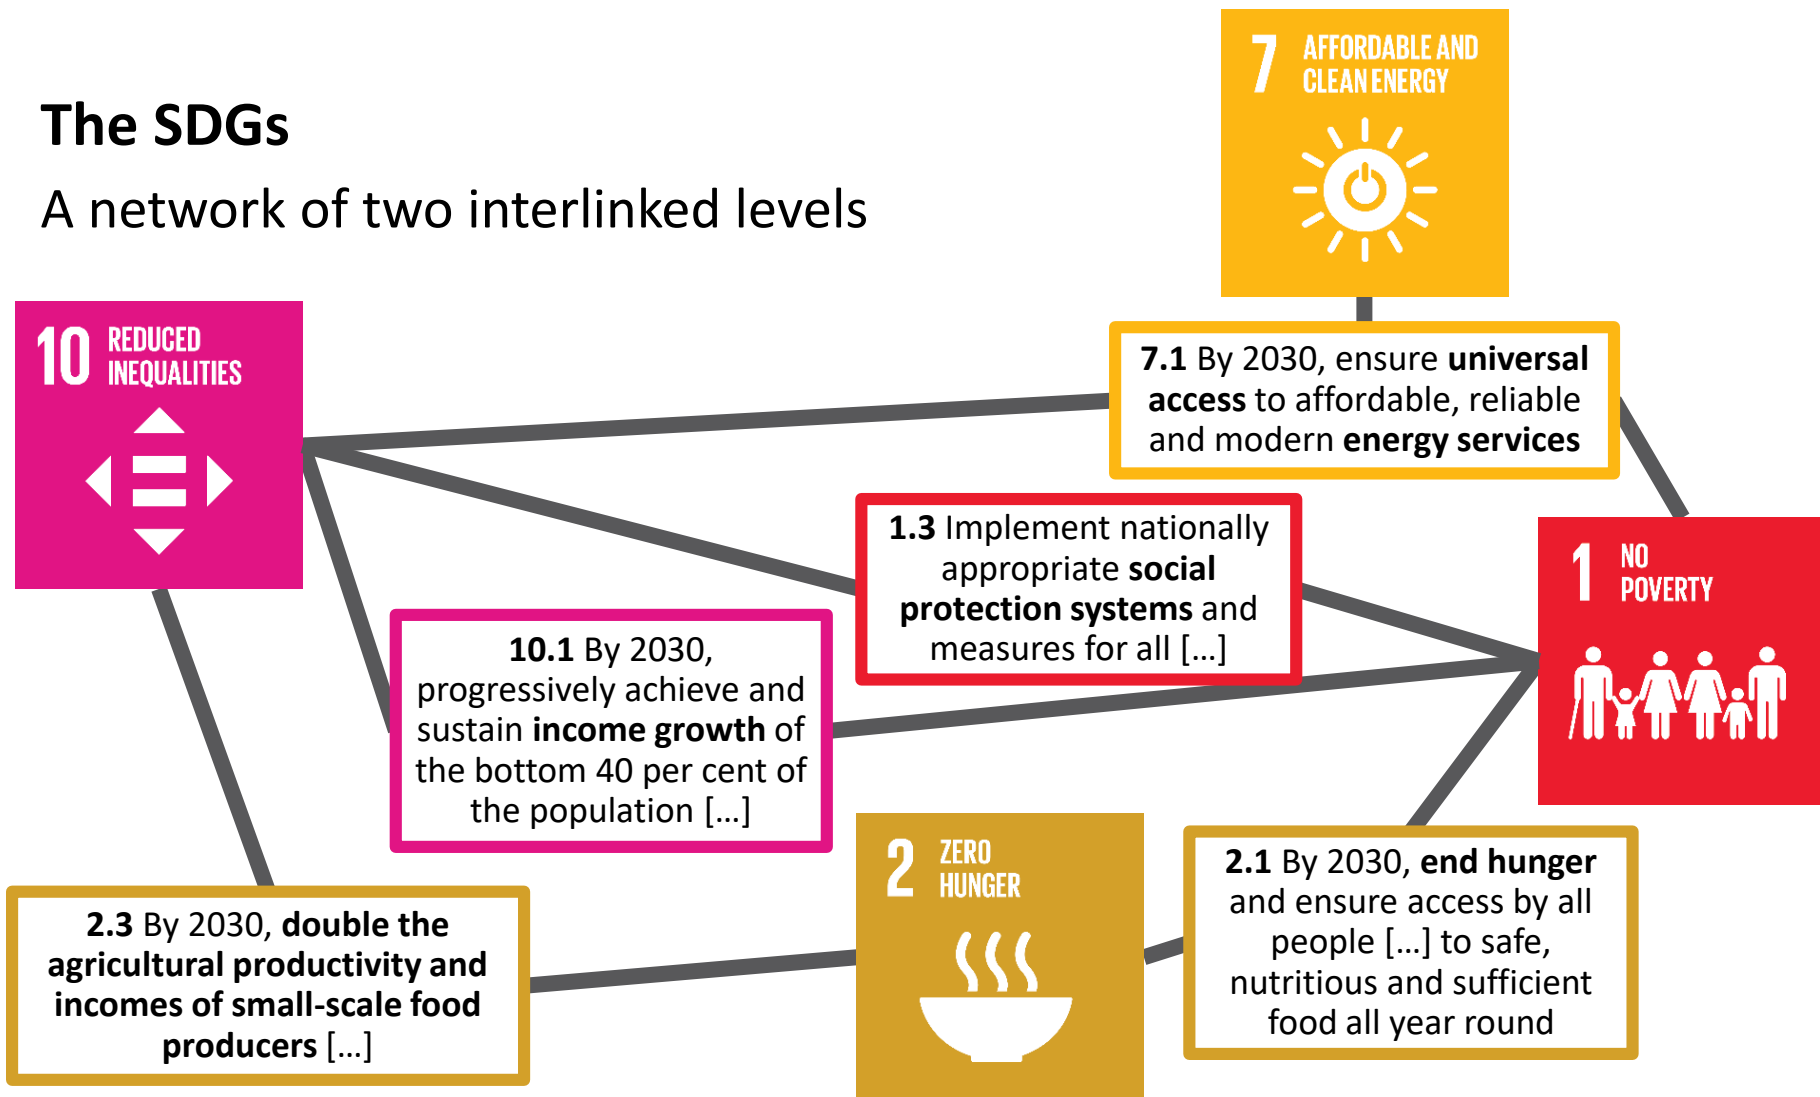 The SDGs
A network of two interlinked levels
7 AFFORDABLE AND
CLEAN ENERGY
10 REDUCED
INEQUALITIES
7.1 By 2030, ensure universal
access to affordable, reliable
and modern energy services
1.3 Implement nationally
appropriate social
protection systems and
measures for all […]
1 NO
POVERTY
10.1 By 2030,
progressively achieve and
sustain income growth of
the bottom 40 per cent of
the population […]
2 ZERO
HUNGER
2.1 By 2030, end hunger
and ensure access by all
people […] to safe,
nutritious and sufficient
food all year round
2.3 By 2030, double the
agricultural productivity and
incomes of small-scale food
producers […]